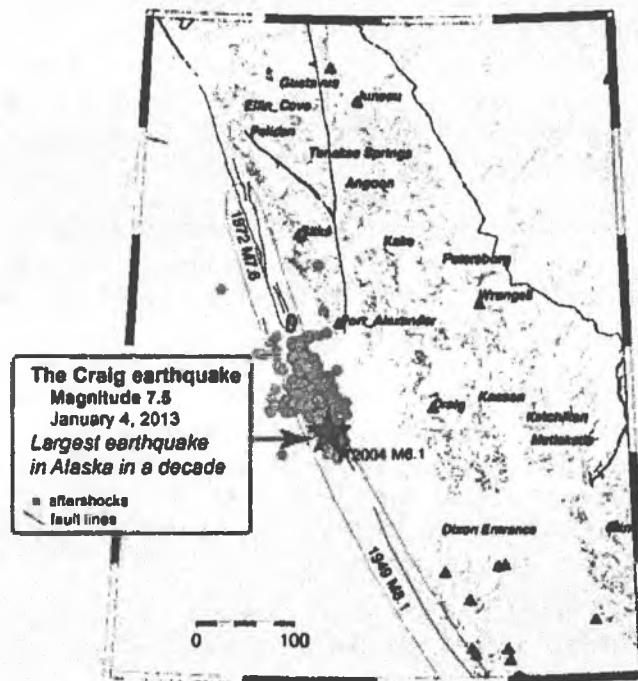 Gustavus
Juneau
Elfin_Cove
Pelican
Tenakee Springs
Angoon
1972 M7.6
Sitka
Kake
Petersburg
Wrangell
Port_Alexander
The Craig earthquake
Magnitude 7.5
January 4, 2013
Largest earthquake
in Alaska in a decade
aftershocks
fault lines
Craig
Kasaan
Ketchikan
Metlakatla
2004 M6.1
Dixon Entrance
1949 M8.1
0 100